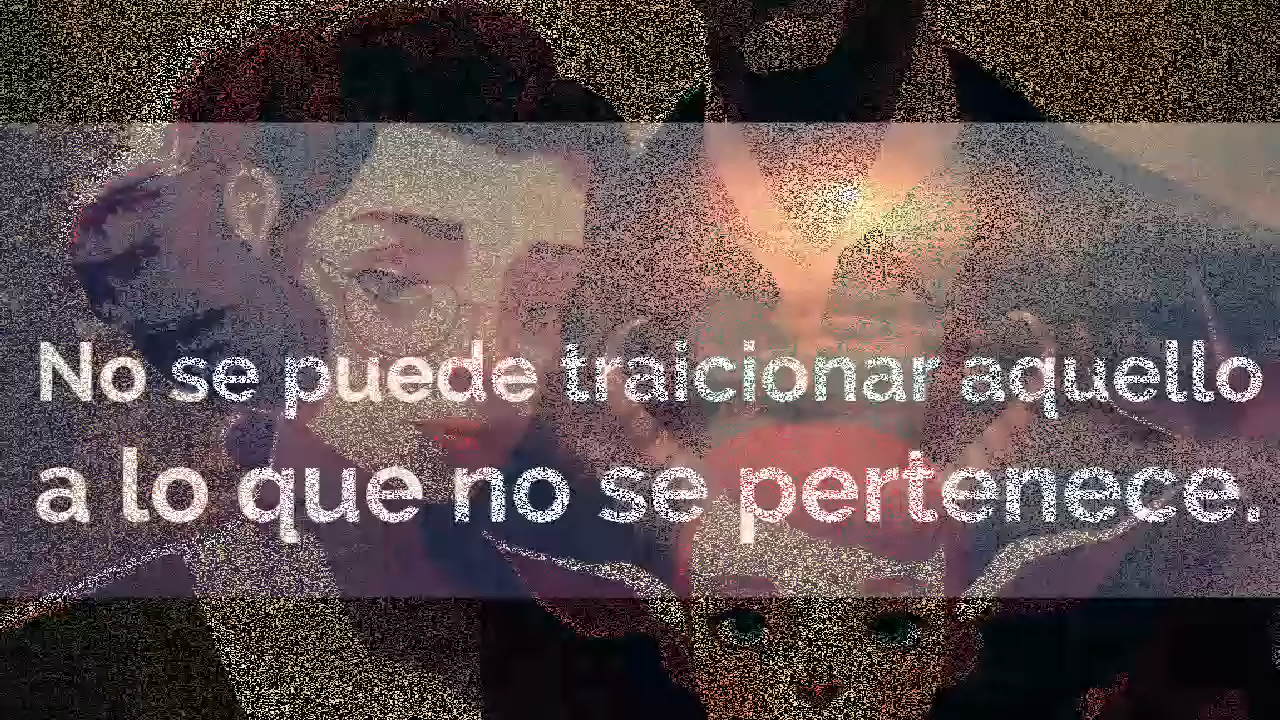 No se puede traicionar aquello
a lo que no se pertenece.